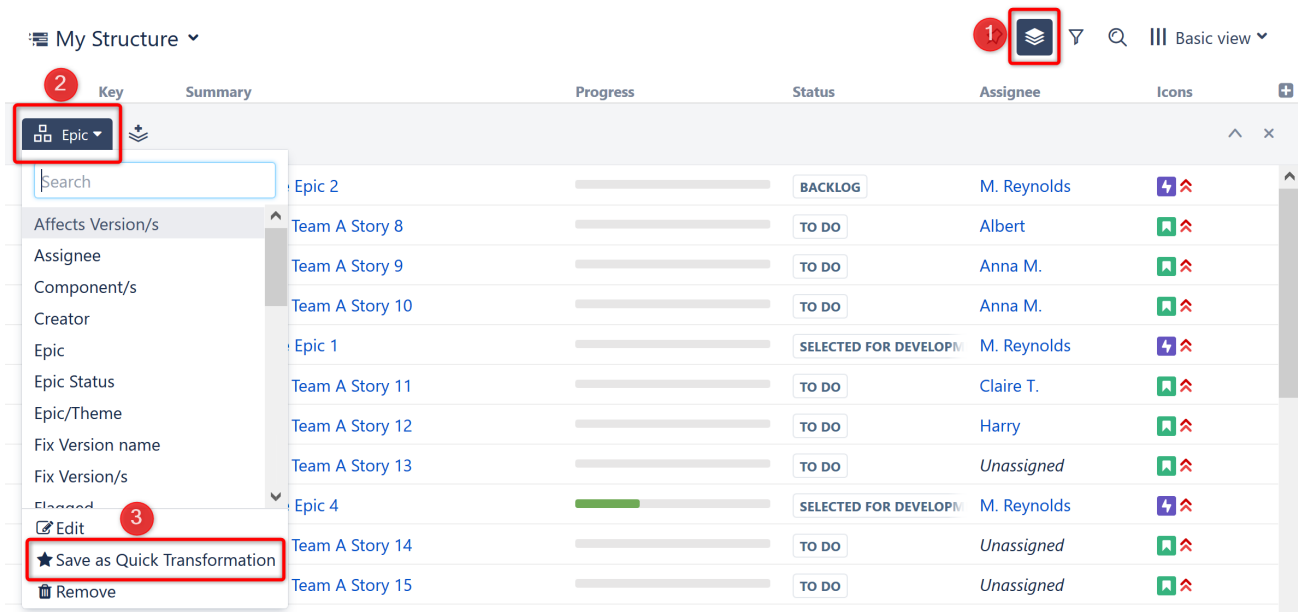 1
My Structure
Basic view
2
Key Summary Progress Status Assignee Icons
Epic
Search
Affects Version/s
Assignee
Component/s
Creator
Epic
Epic Status
Epic/Theme
Fix Version name
Fix Version/s
Flagged
3
Edit
Save as Quick Transformation
Remove
Epic 2 BACKLOG M. Reynolds
Team A Story 8 TO DO Albert
Team A Story 9 TO DO Anna M.
Team A Story 10 TO DO Anna M.
Epic 1 SELECTED FOR DEVELOPM M. Reynolds
Team A Story 11 TO DO Claire T.
Team A Story 12 TO DO Harry
Team A Story 13 TO DO Unassigned
Epic 4 SELECTED FOR DEVELOPM M. Reynolds
Team A Story 14 TO DO Unassigned
Team A Story 15 TO DO Unassigned